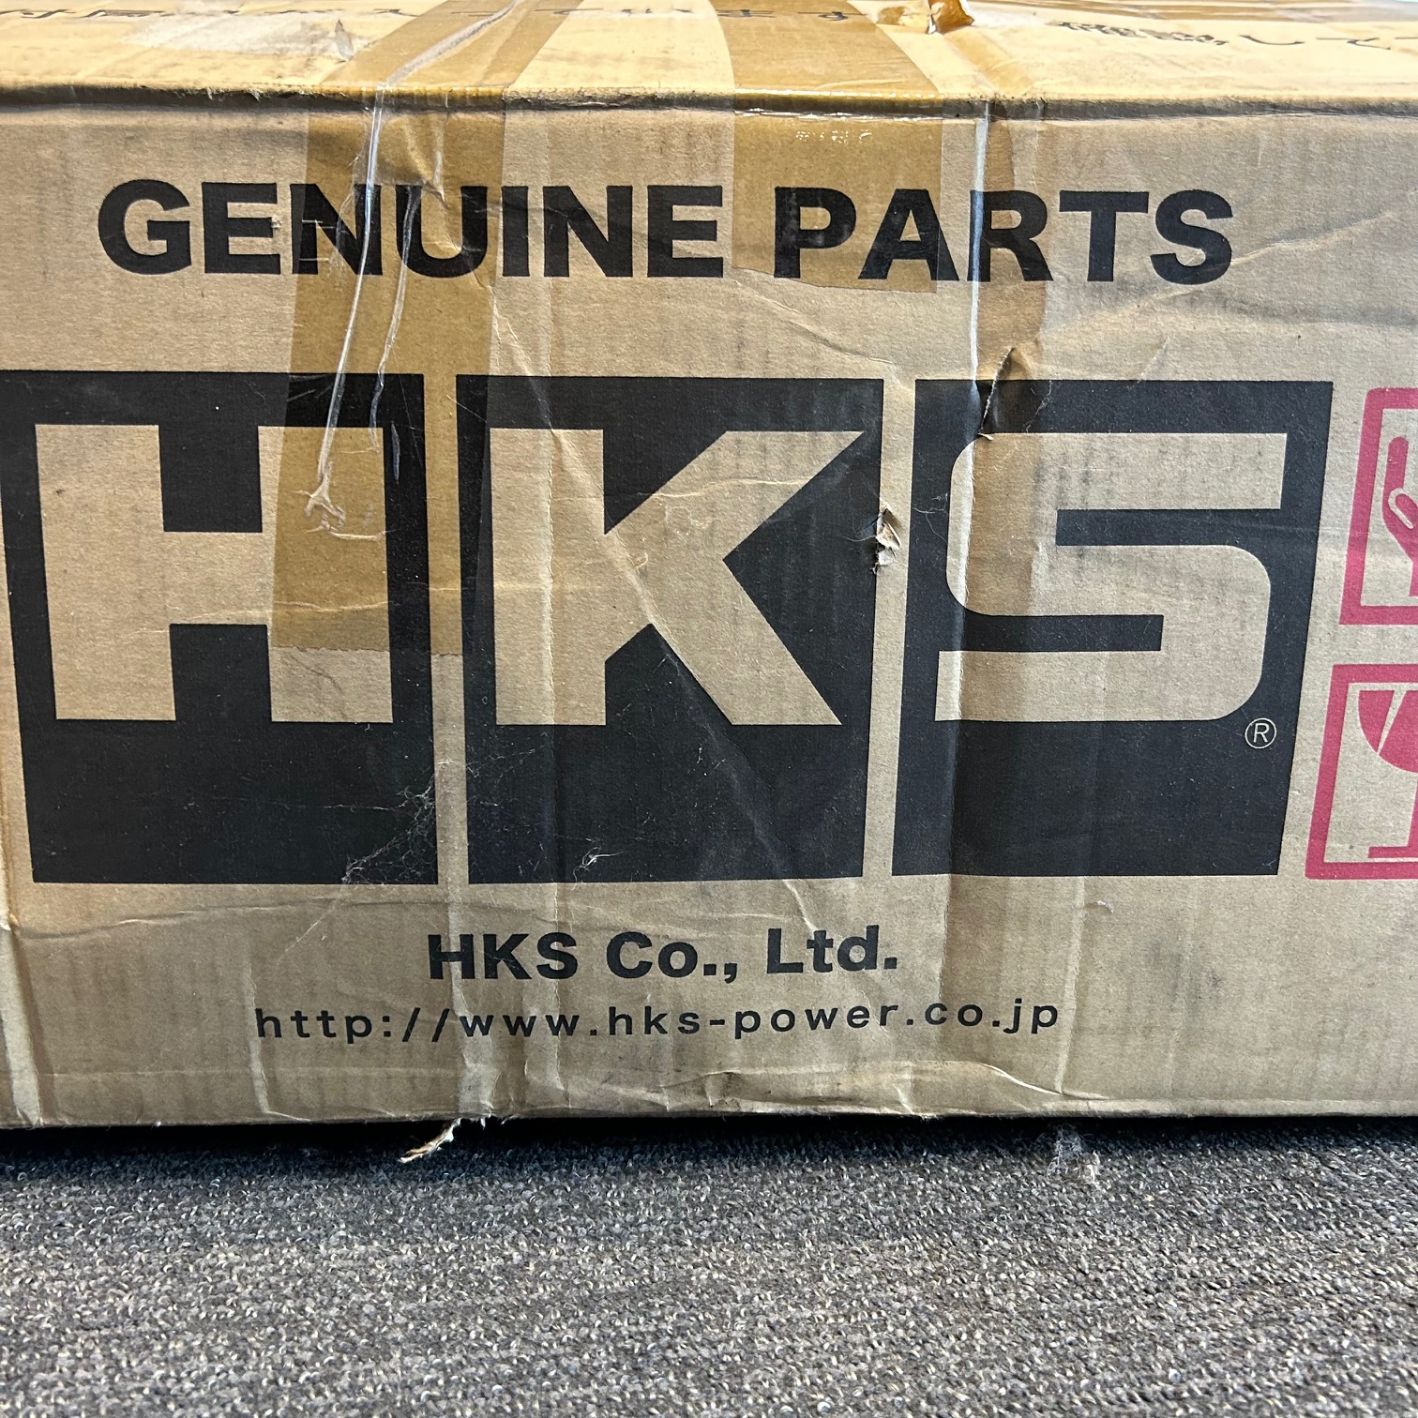 GENUINE PARTS
HKS
®
HKS Co., Ltd.
http://www.hks-power.co.jp